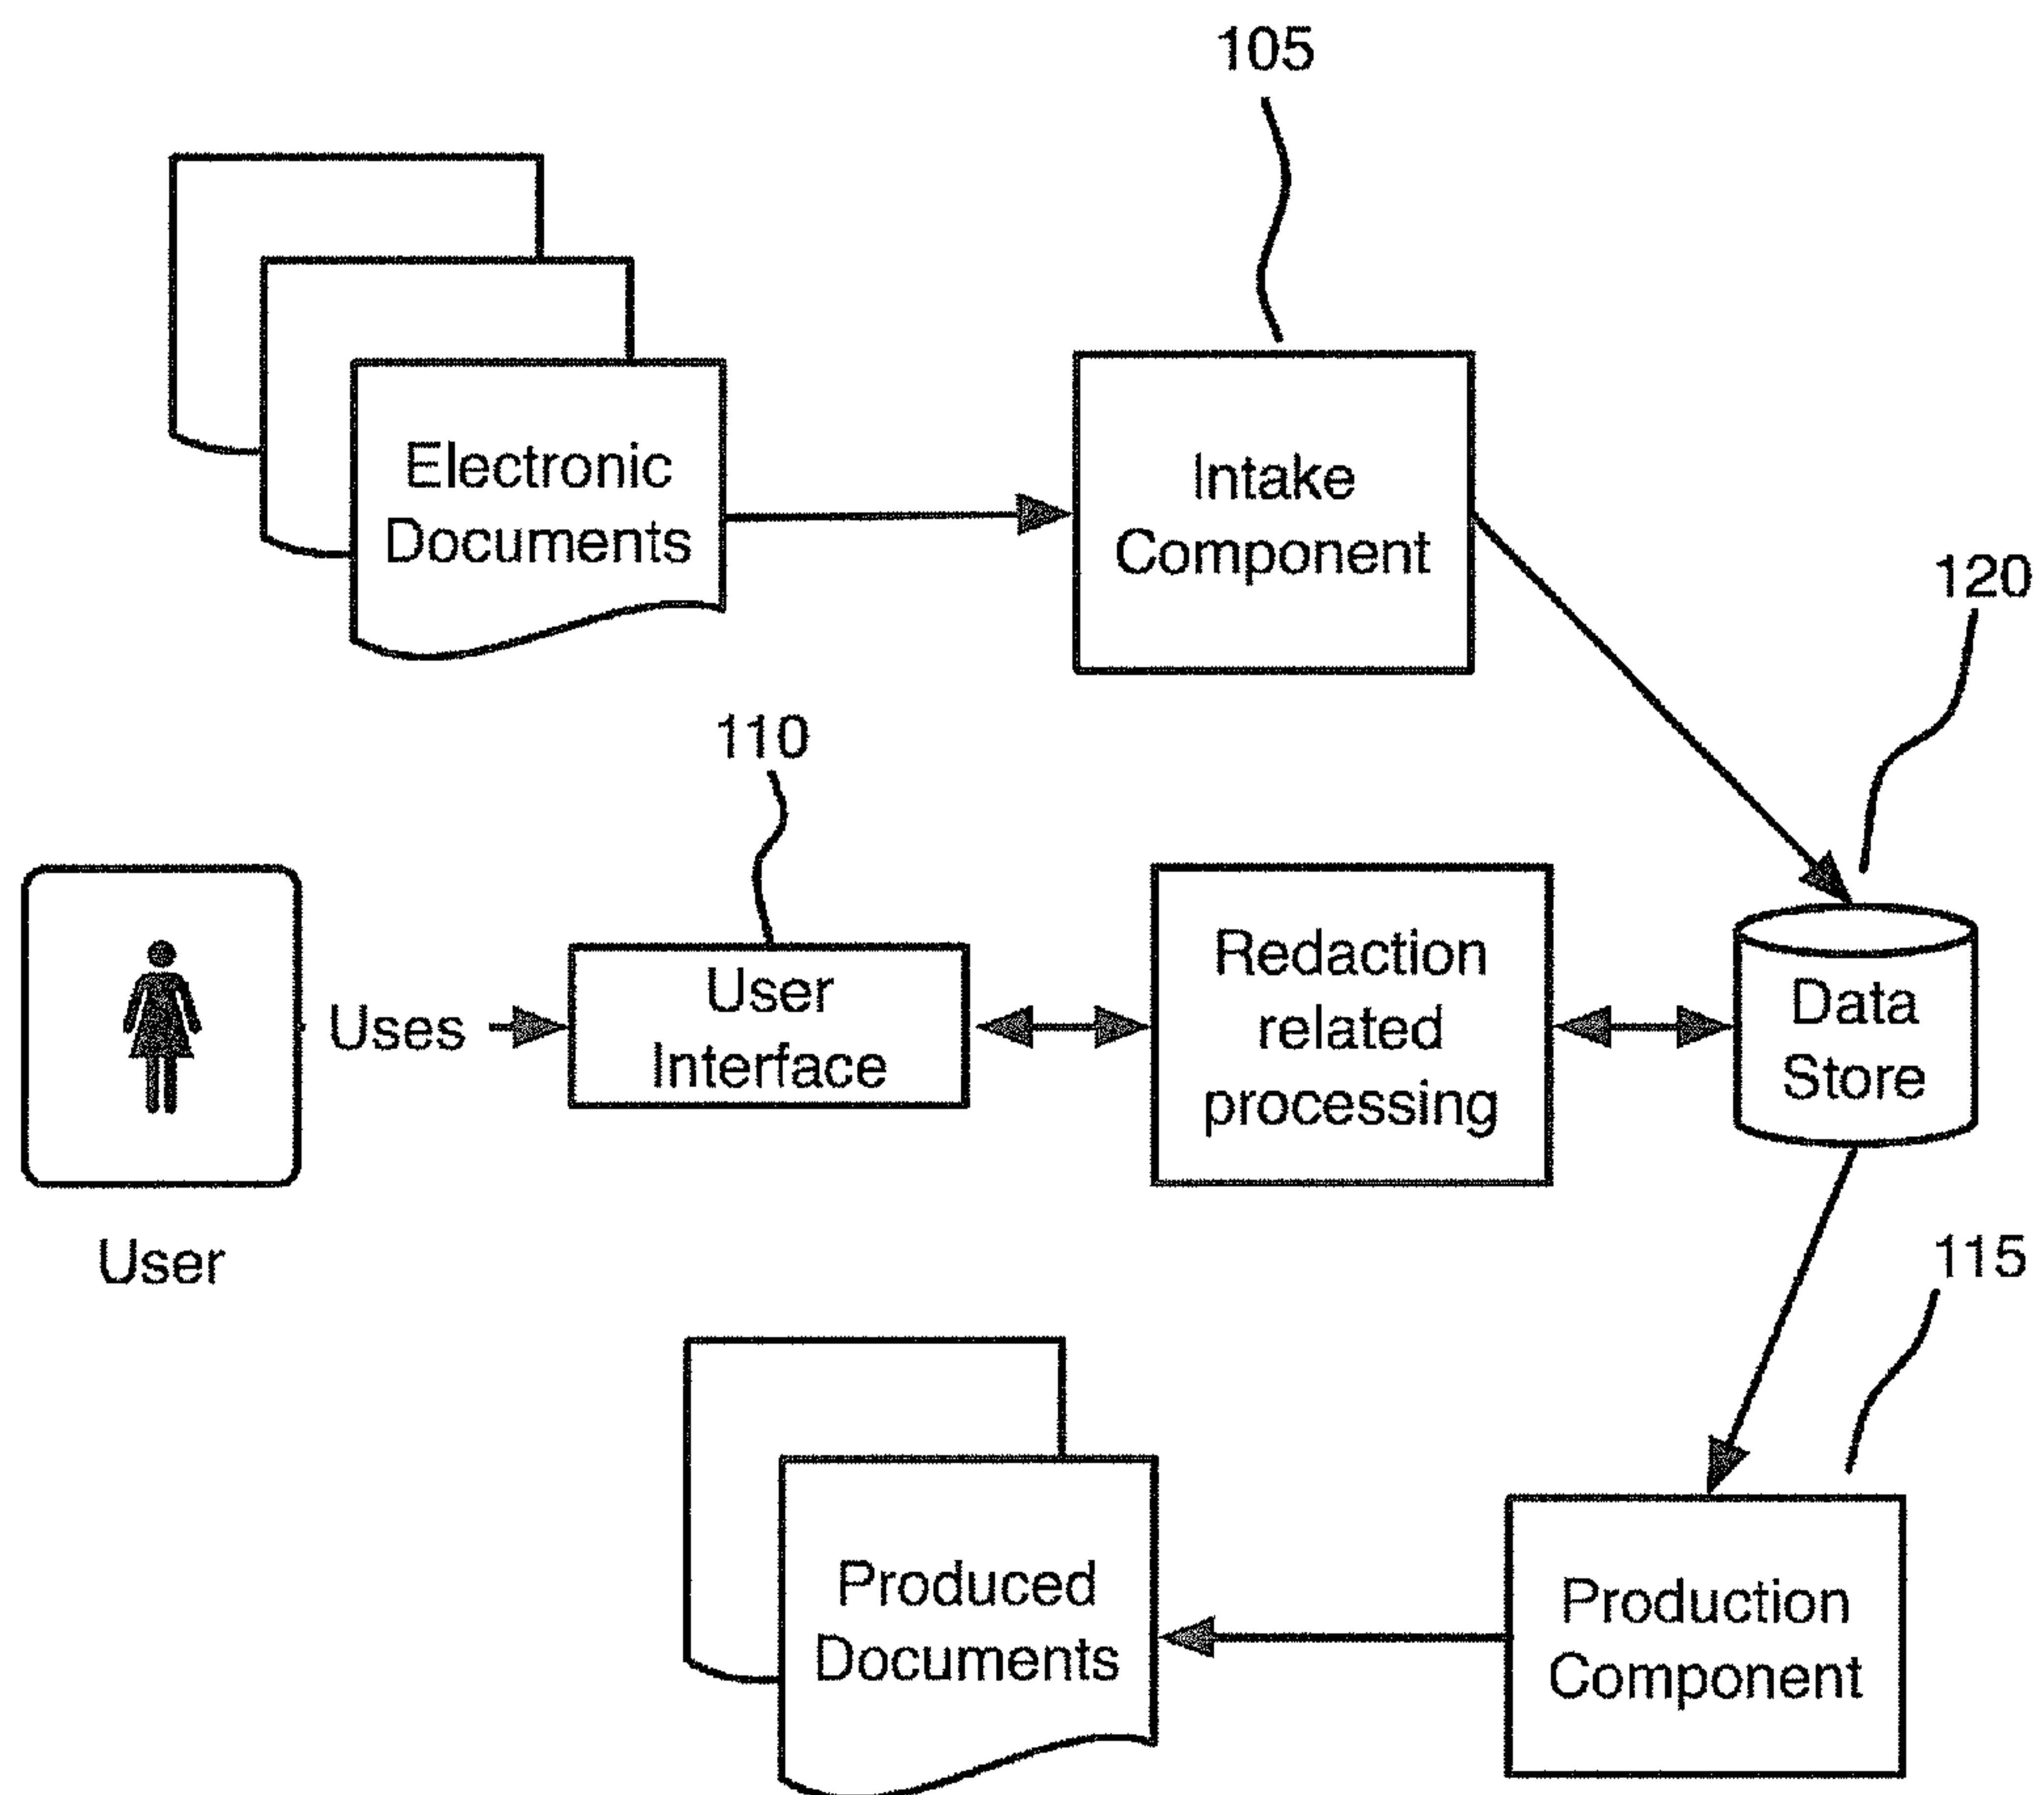 105
Electronic
Documents
Intake
Component
120
110
User
Interface
Redaction
related
processing
Data
Store
Uses
User
115
Produced
Documents
Production
Component